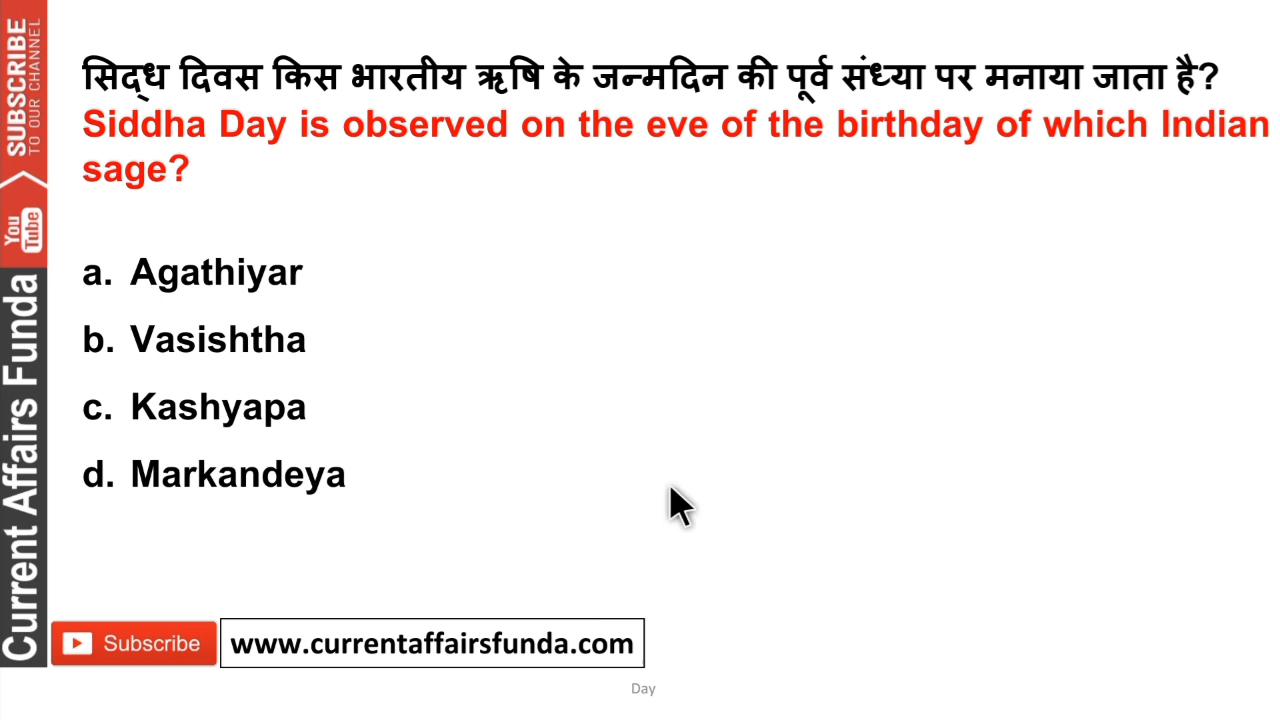 सिद्ध दिवस किस भारतीय ऋषि के जन्मदिन की पूर्व संध्या पर मनाया जाता है?
Siddha Day is observed on the eve of the birthday of which Indian
sage?
a. Agathiyar
b. Vasishtha
c. Kashyapa
d. Markandeya
SUBSCRIBE
TO OUR CHANNEL
You
Tube
Current Affairs Funda
Subscribe
www.currentaffairsfunda.com
Day